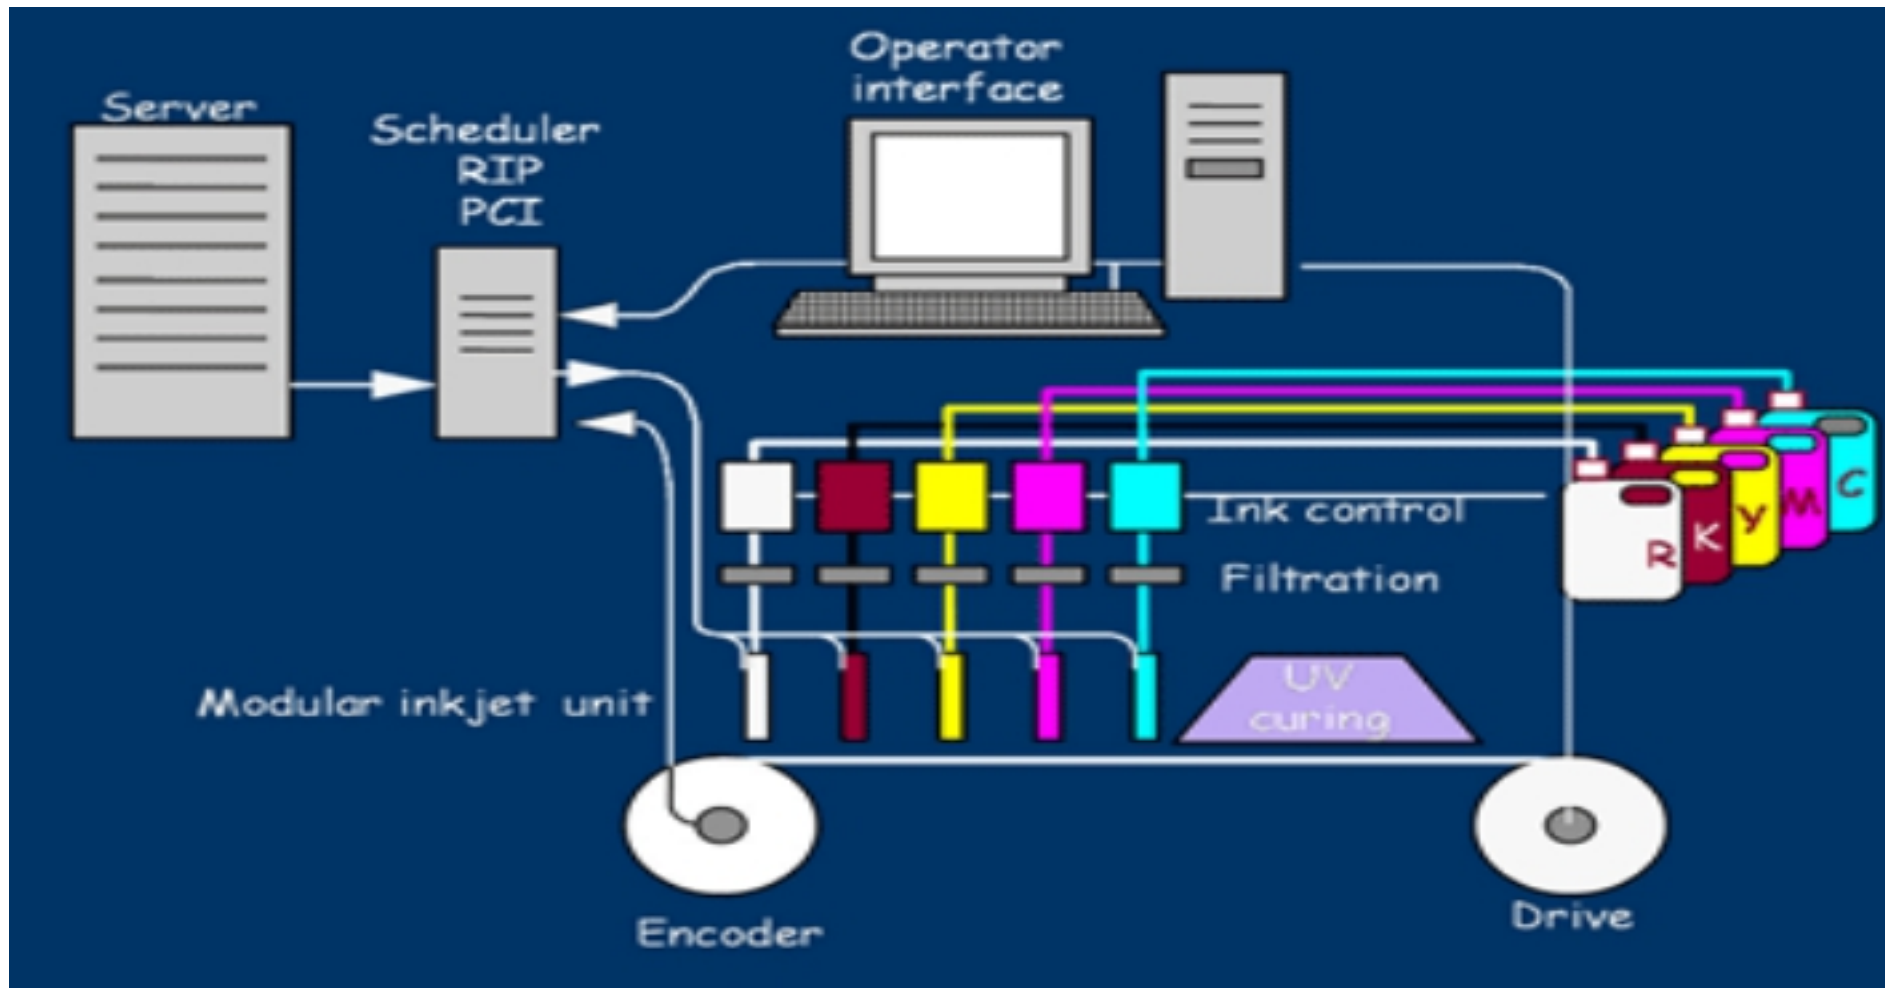 Operator
interface
Server
Scheduler
RIP
PCI
C
M
Y
K
R
Ink control
Filtration
UV
curing
Modular inkjet unit
Encoder
Drive